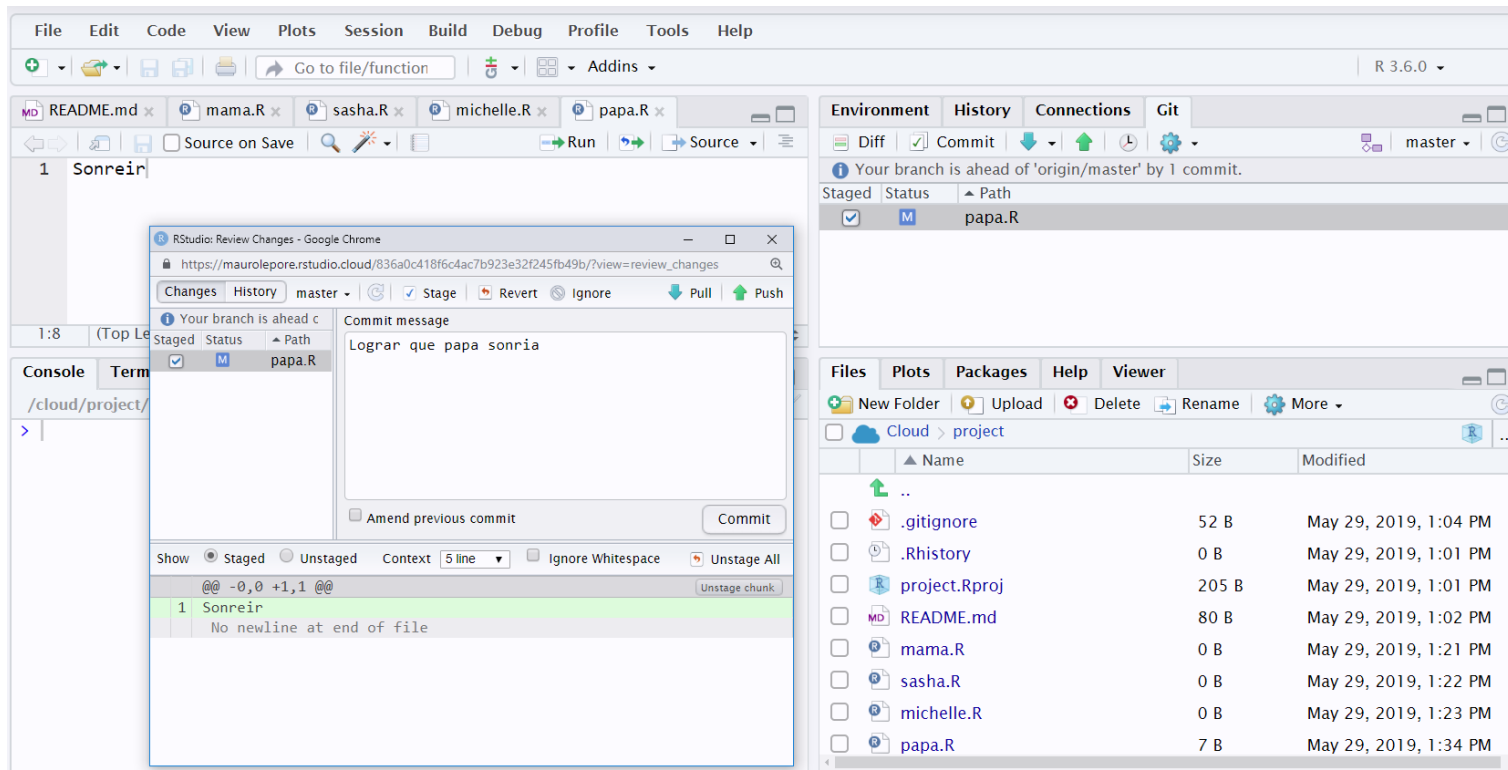 File Edit Code View Plots Session Build Debug Profile Tools Help
Go to file/function Addins R 3.6.0
README.md mama.R sasha.R michelle.R papa.R
Source on Save Run Source
1 Sonreir
1:8 (Top Le
Console Term
/cloud/project/
>
RStudio: Review Changes - Google Chrome
https://maurolepore.rstudio.cloud/836a0c418f6c4ac7b923e32f245fb49b/?view=review_changes
Changes History master Stage Revert Ignore Pull Push
Your branch is ahead c
Staged Status Path
M papa.R
Commit message
Lograr que papa sonria
Amend previous commit Commit
Show Staged Unstaged Context 5 line Ignore Whitespace Unstage All
@@ -0,0 +1,1 @@ Unstage chunk
1 Sonreir
No newline at end of file
Environment History Connections Git
Diff Commit master
Your branch is ahead of 'origin/master' by 1 commit.
Staged Status Path
M papa.R
Files Plots Packages Help Viewer
New Folder Upload Delete Rename More
Cloud > project
Name Size Modified
..
.gitignore 52 B May 29, 2019, 1:04 PM
.Rhistory 0 B May 29, 2019, 1:01 PM
project.Rproj 205 B May 29, 2019, 1:01 PM
README.md 80 B May 29, 2019, 1:02 PM
mama.R 0 B May 29, 2019, 1:21 PM
sasha.R 0 B May 29, 2019, 1:22 PM
michelle.R 0 B May 29, 2019, 1:23 PM
papa.R 7 B May 29, 2019, 1:34 PM